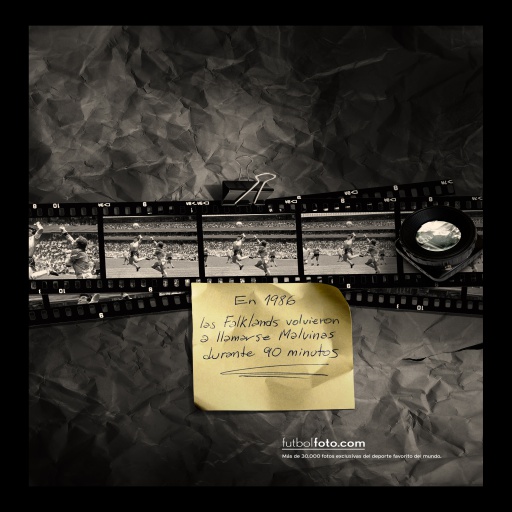 En 1986
las Falklands volvieron
a llamarse Malvinas
durante 90 minutos
futbolfoto.com
Más de 30.000 fotos exclusivas del deporte favorito del mundo.